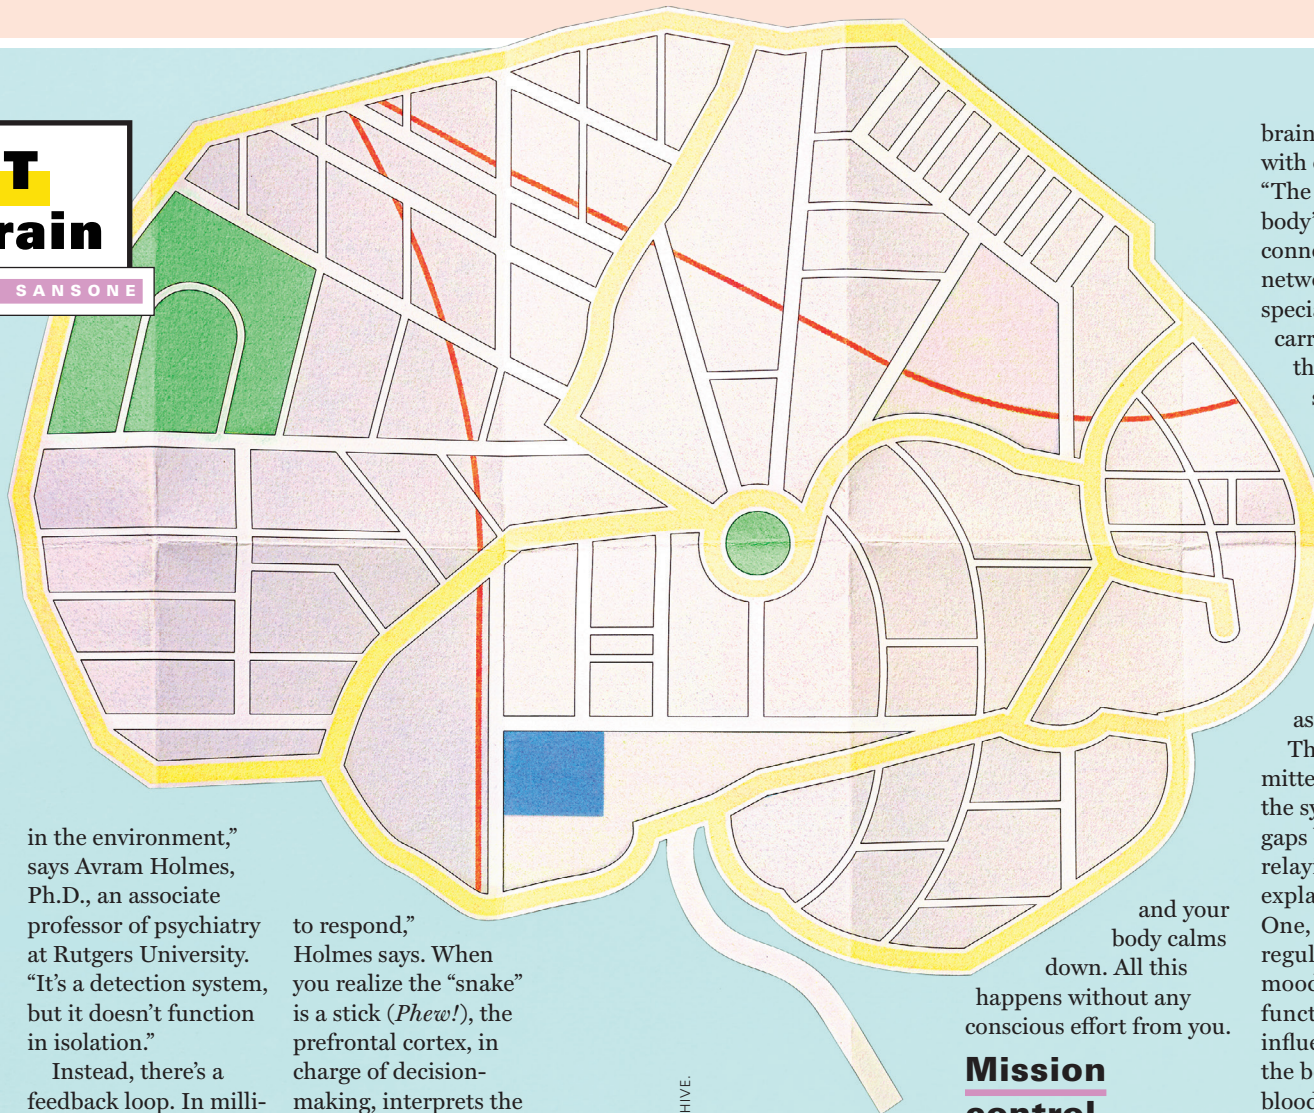 T
rain
SANSONE
in the environment,”
says Avram Holmes,
Ph.D., an associate
professor of psychiatry
at Rutgers University.
“It’s a detection system,
but it doesn’t function
in isolation.”
Instead, there’s a
feedback loop. In milli-
to respond,”
Holmes says. When
you realize the “snake”
is a stick (Phew!), the
prefrontal cortex, in
charge of decision-
making, interprets the
HIVE.
and your
body calms
down. All this
happens without any
conscious effort from you.
Mission
control
brain
with
“The
body’
conne
netwo
specia
carr
th
s
as
Th
mitte
the sy
gaps
relay
expla
One,
regul
mood
funct
influe
the b
blood